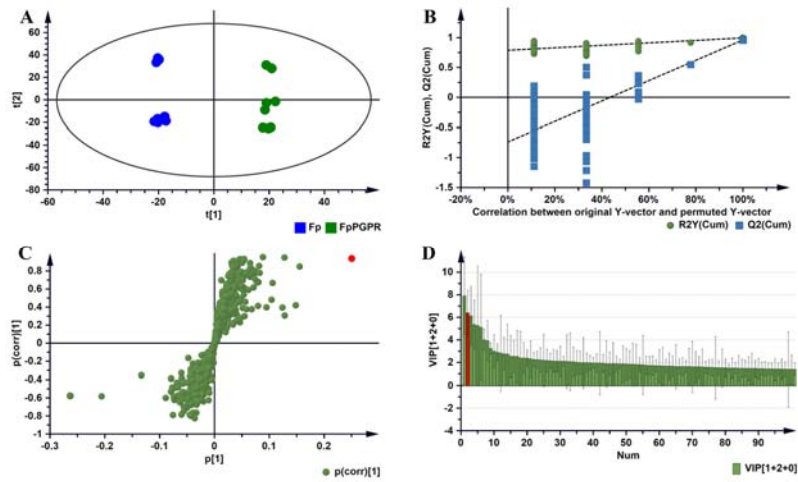 A
80
60
40
20
0
-20
-40
-60
-80
t[2]
-60 -40 -20 0 20 40 60
t[1]
Fp FpPGPR
B
1
0.5
0
-0.5
-1
-1.5
R2Y(Cum), Q2(Cum)
-20% 0% 20% 40% 60% 80% 100%
Correlation between original Y-vector and permuted Y-vector
R2Y(Cum) Q2(Cum)
C
0.8
0.6
0.4
0.2
0
-0.2
-0.4
-0.6
-0.8
-1
p(corr)[1]
-0.3 -0.2 -0.1 0 0.1 0.2
p[1]
p(corr)[1]
D
10
8
6
4
2
0
-2
-4
VIP[1+2+0]
0 10 20 30 40 50 60 70 80 90
Num
VIP[1+2+0]